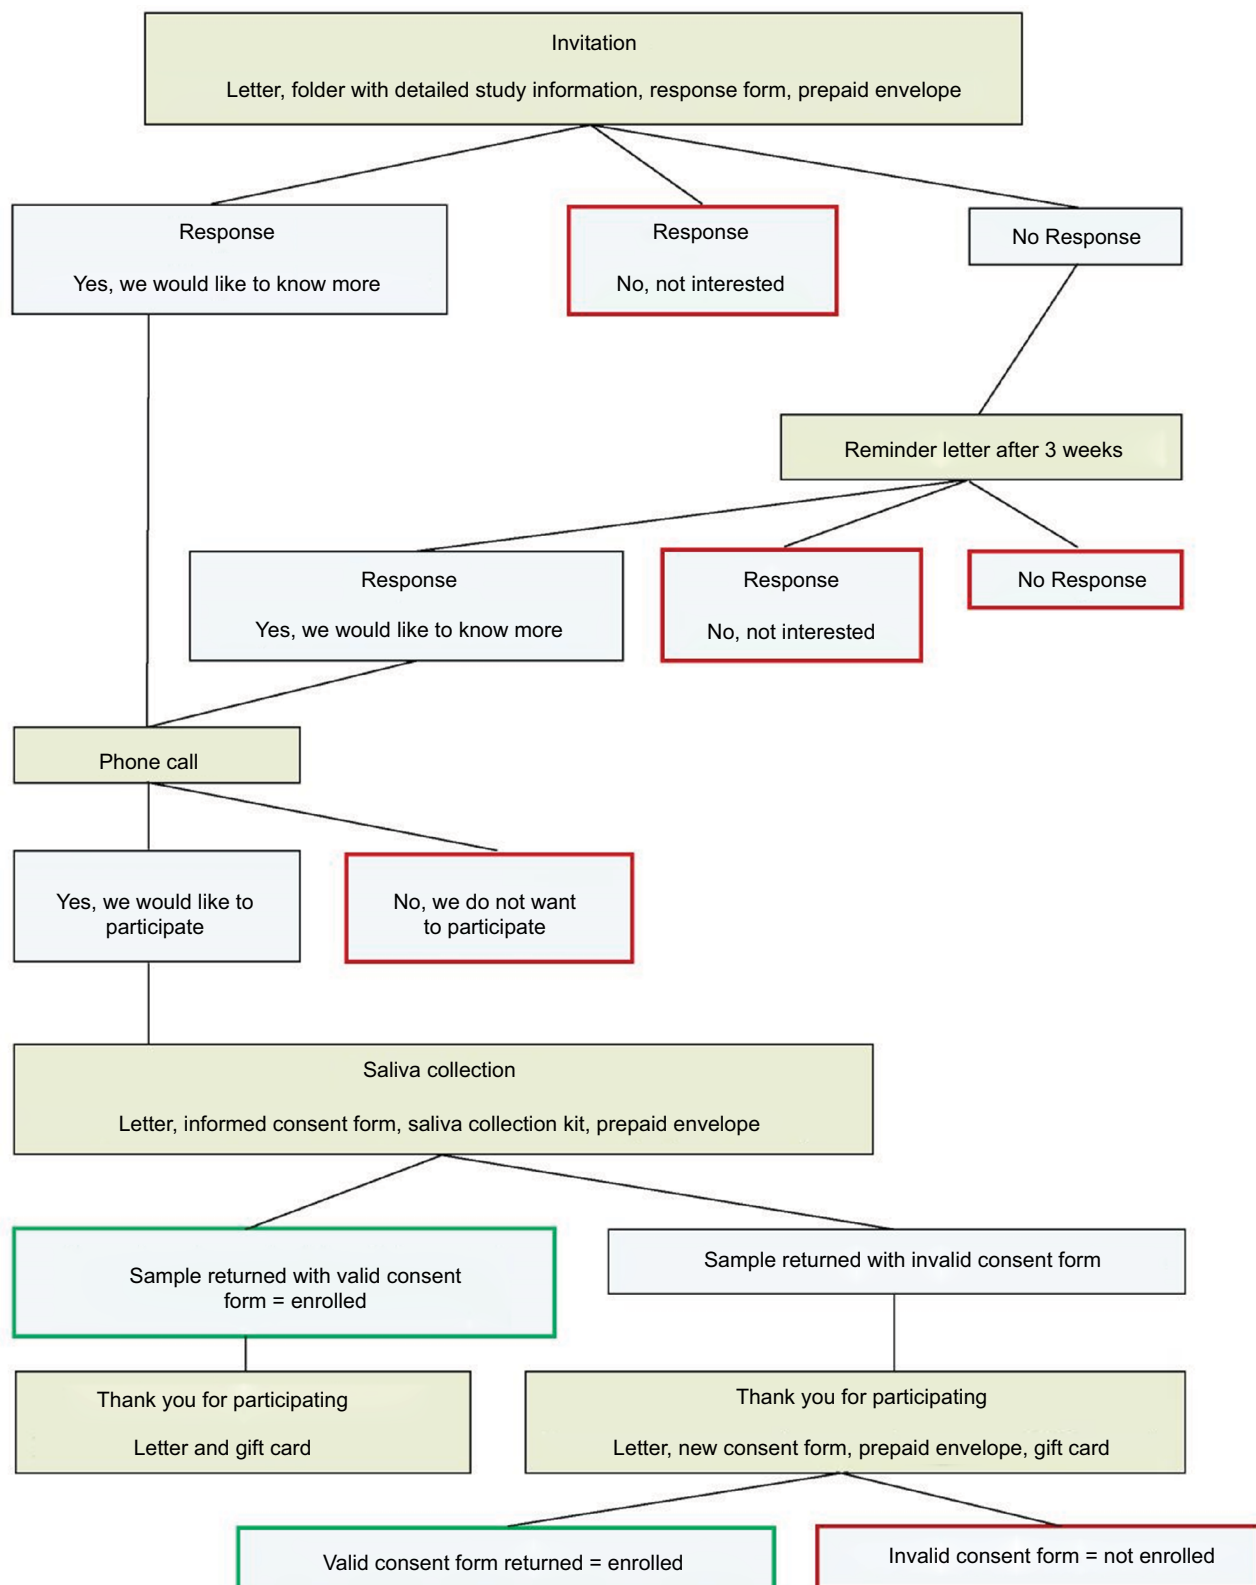 Invitation
Letter, folder with detailed study information, response form, prepaid envelope
Response
Yes, we would like to know more
Response
No, not interested
No Response
Reminder letter after 3 weeks
Response
Yes, we would like to know more
Response
No, not interested
No Response
Phone call
Yes, we would like to
participate
No, we do not want
to participate
Saliva collection
Letter, informed consent form, saliva collection kit, prepaid envelope
Sample returned with valid consent
form = enrolled
Sample returned with invalid consent form
Thank you for participating
Letter and gift card
Thank you for participating
Letter, new consent form, prepaid envelope, gift card
Valid consent form returned = enrolled
Invalid consent form = not enrolled